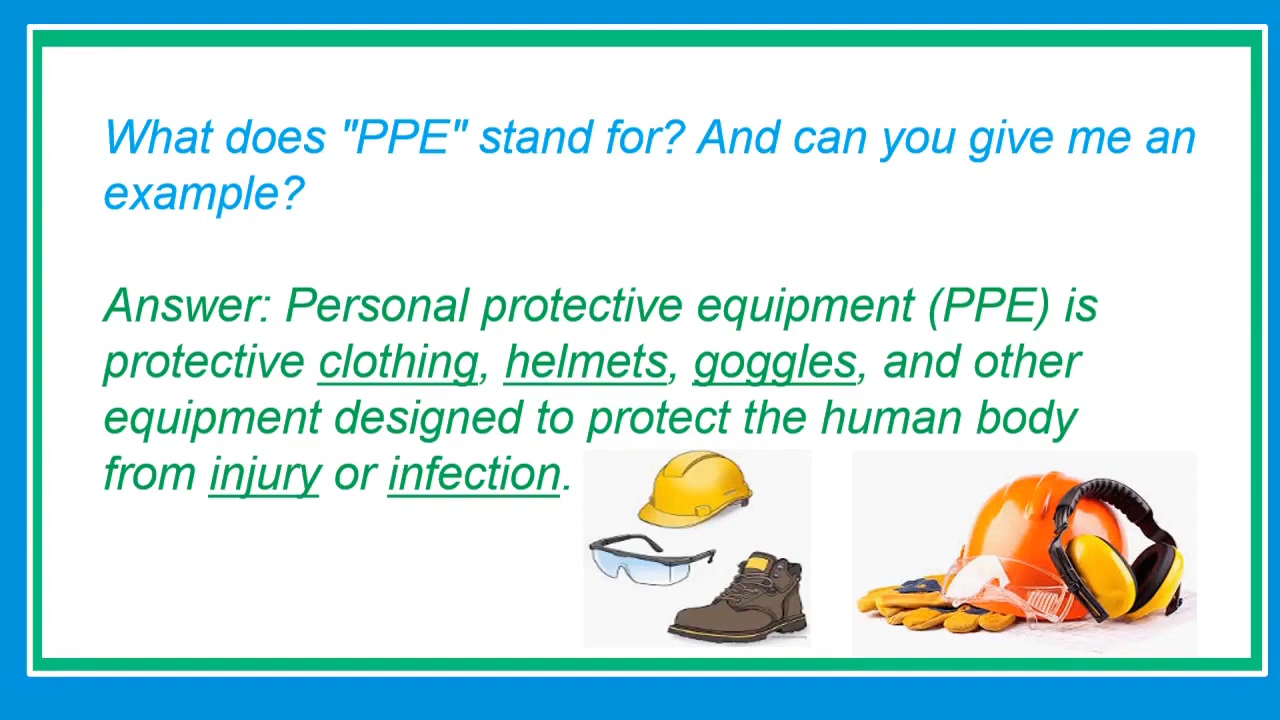 What does "PPE" stand for? And can you give me an
example?
Answer: Personal protective equipment (PPE) is
protective clothing, helmets, goggles, and other
equipment designed to protect the human body
from injury or infection.